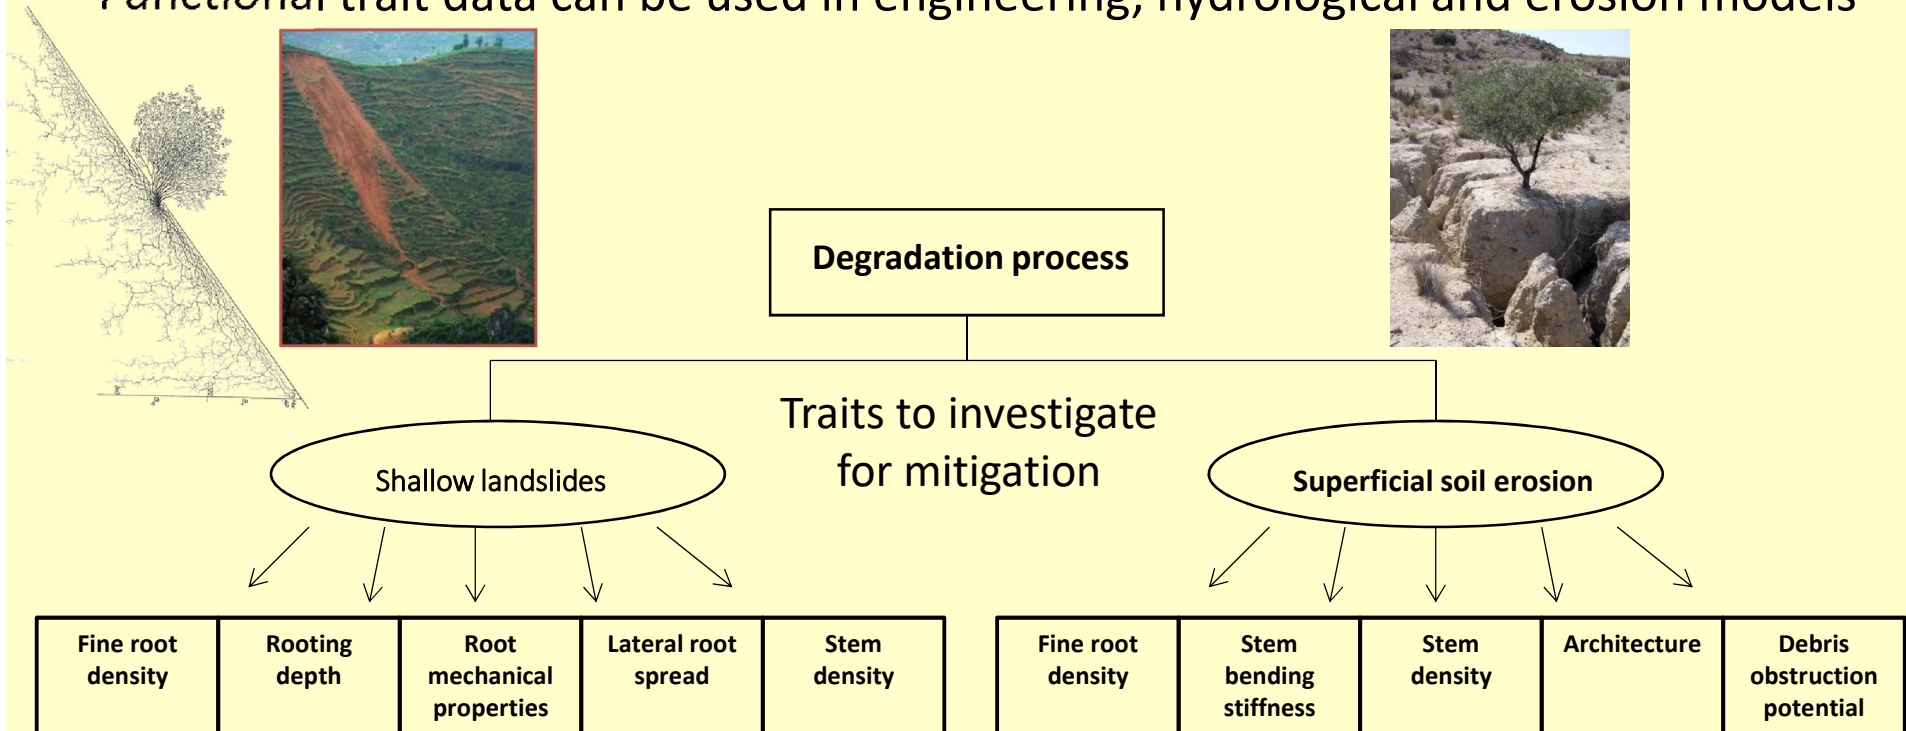 Functional trait data can be used in engineering, hydrological and erosion models
Degradation process
Traits to investigate
for mitigation
Shallow landslides
Superficial soil erosion
Fine root
density
Rooting
depth
Root
mechanical
properties
Lateral root
spread
Stem
density
Fine root
density
Stem
bending
stiffness
Stem
density
Architecture
Debris
obstruction
potential